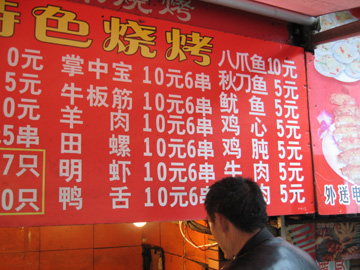 特色烧烤
0元 掌中宝 10元6串 八爪鱼 10元
5元 牛板筋 10元6串 秋刀鱼 5元
0元 羊肉 10元6串 鱿鱼 5元
5串 田螺 10元6串 鸡心 5元
7只 明虾 10元6串 鸡肫 5元
0只 鸭舌 10元6串 牛肉 5元
肉 5元
外送电